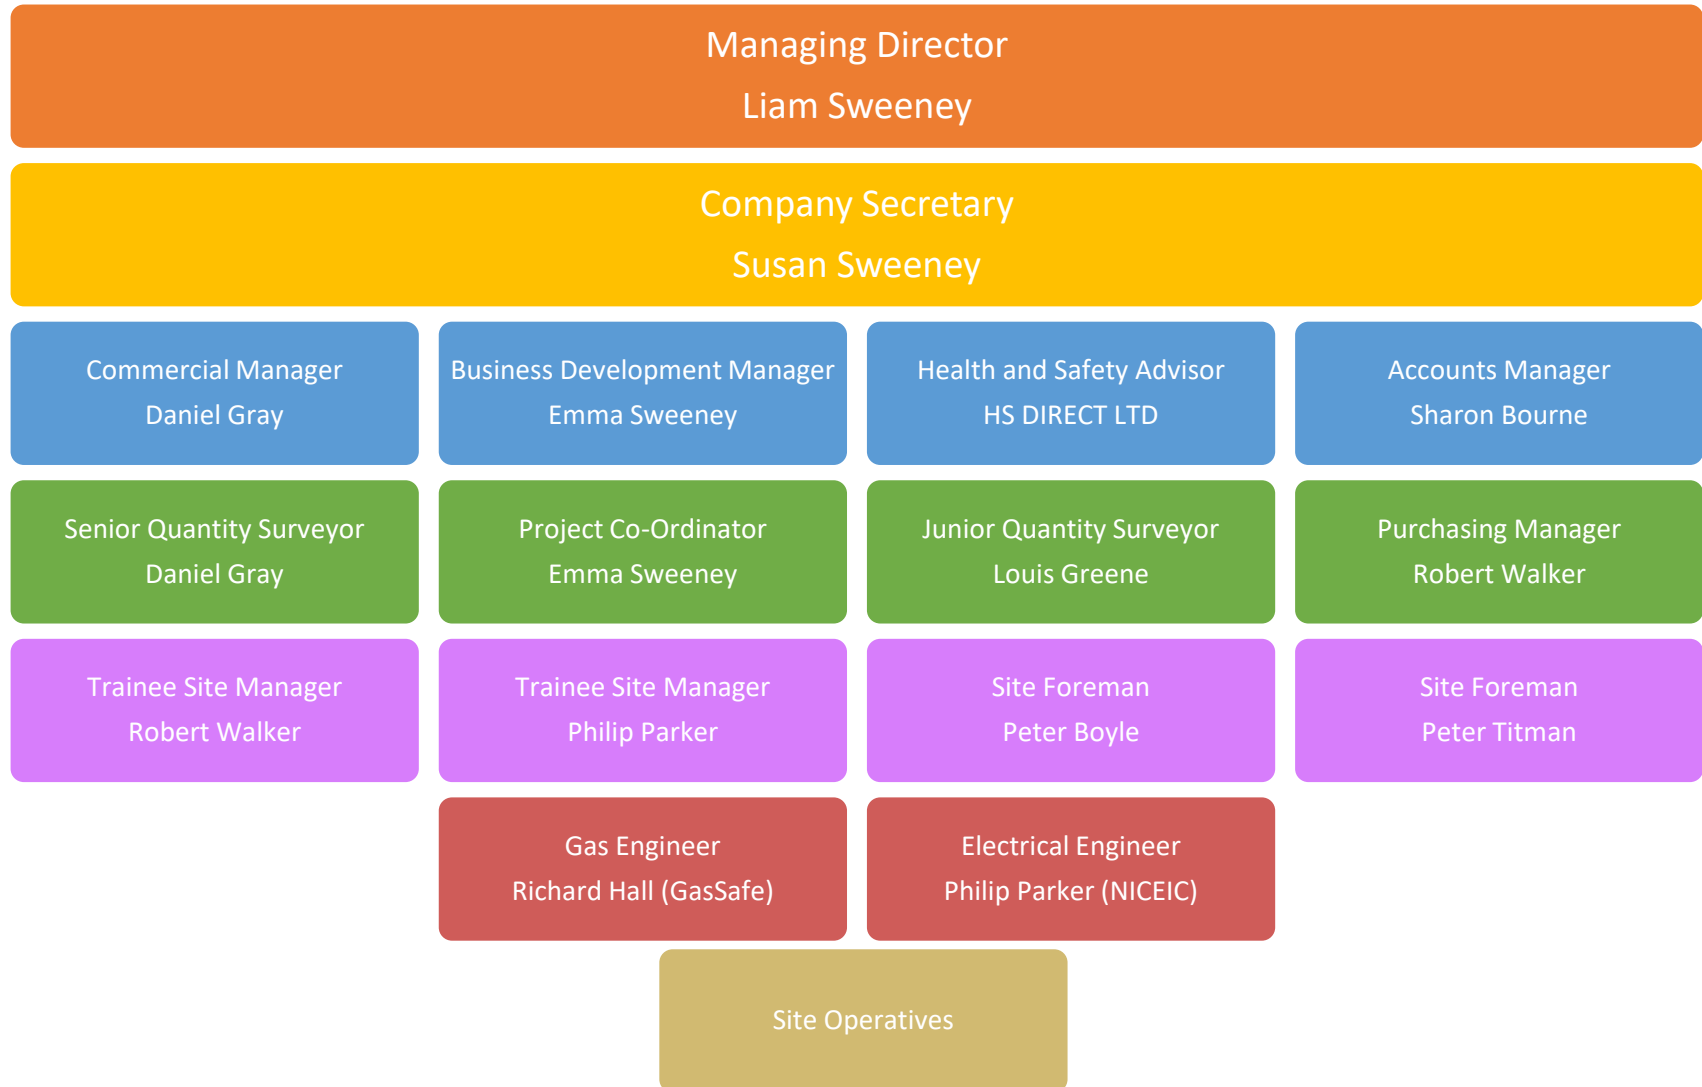 Managing Director
Liam Sweeney
Company Secretary
Susan Sweeney
Commercial Manager
Daniel Gray
Business Development Manager
Emma Sweeney
Health and Safety Advisor
HS DIRECT LTD
Accounts Manager
Sharon Bourne
Senior Quantity Surveyor
Daniel Gray
Project Co-Ordinator
Emma Sweeney
Junior Quantity Surveyor
Louis Greene
Purchasing Manager
Robert Walker
Trainee Site Manager
Robert Walker
Trainee Site Manager
Philip Parker
Site Foreman
Peter Boyle
Site Foreman
Peter Titman
Gas Engineer
Richard Hall (GasSafe)
Electrical Engineer
Philip Parker (NICEIC)
Site Operatives